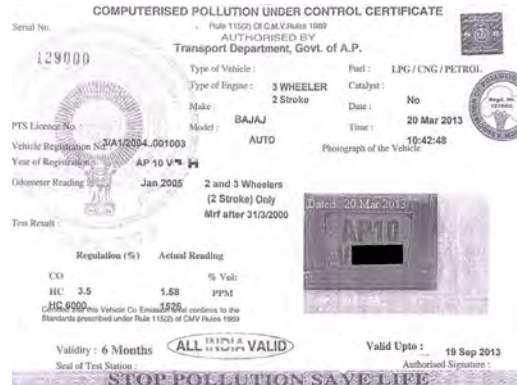 COMPUTERISED POLLUTION UNDER CONTROL CERTIFICATE
Serial No.
Rule 115(2) Of C.M.V.Rules 1989
AUTHORISED BY
Transport Department, Govt. of A.P.
129000
Type of Vehicle :
Fuel :
LPG / CNG / PETROL
Type of Engine :
3 WHEELER
2 Stroke
Catalyst :
No
Make :
Date :
20 Mar 2013
PTS Licence No. :
Model :
BAJAJ
Time :
10:42:48
Vehicle Registration No.
3/A1/2004..001003
AUTO
Photograph of the Vehicle
Year of Registration
AP 10 V
H
Odometer Reading
Jan 2005
2 and 3 Wheelers
(2 Stroke) Only
Mrf after 31/3/2000
Dated: 20 Mar 2013
AP10
V
Test Result :
Regulation (%)
Actual Reading
CO
% Vol:
HC
3.5
1.58
PPM
HC 6000
1526
Certified that this Vehicle Co Emission level confirms to the
Standards prescribed under Rule 115(2) of CMV Rules 1989
Validity : 6 Months
ALL INDIA VALID
Valid Upto :
19 Sep 2013
Seal of Test Station :
Authorised Signature :
STOP POLLUTION SAVE LIFE